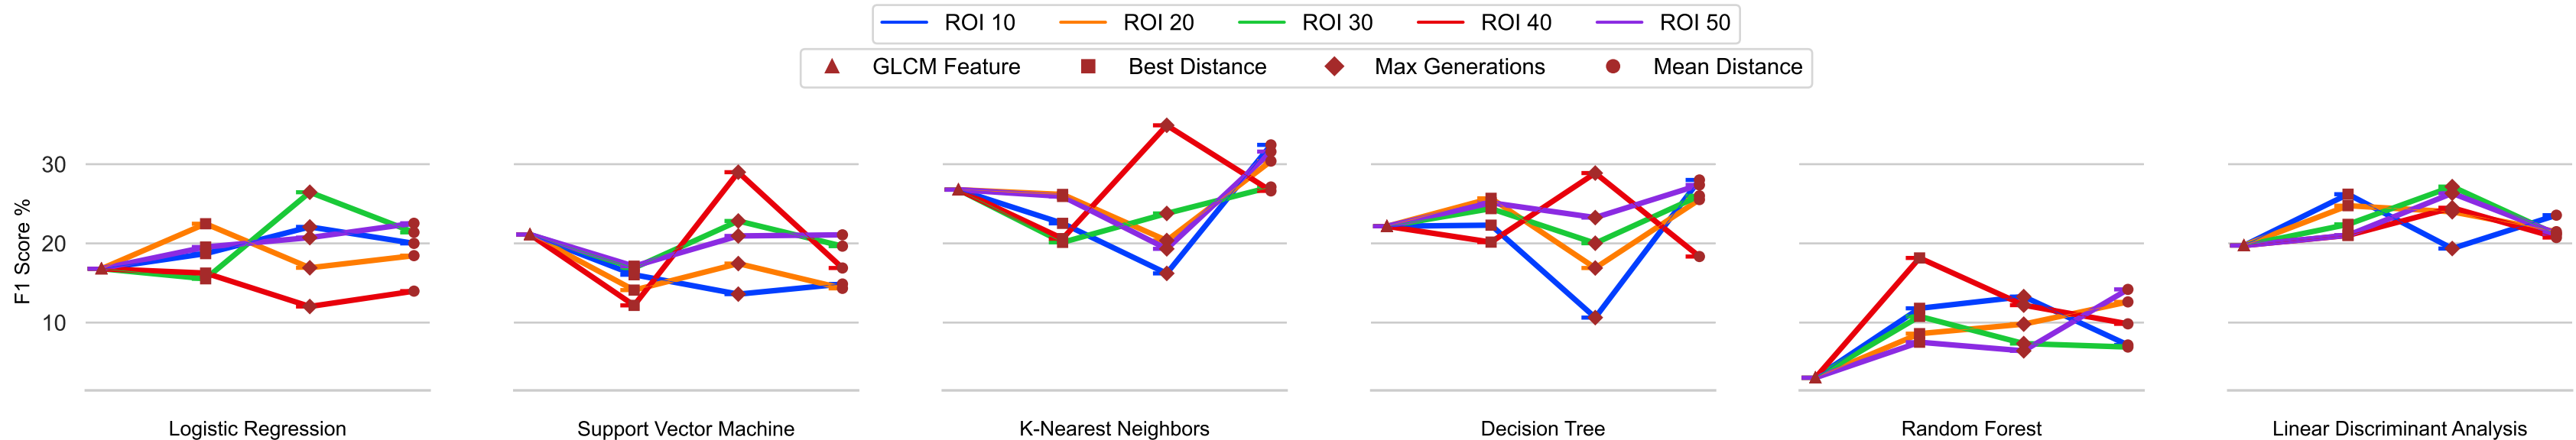 ROI 10 ROI 20 ROI 30 ROI 40 ROI 50
GLCM Feature Best Distance Max Generations Mean Distance
F1 Score %
30
20
10
Logistic Regression Support Vector Machine K-Nearest Neighbors Decision Tree Random Forest Linear Discriminant Analysis